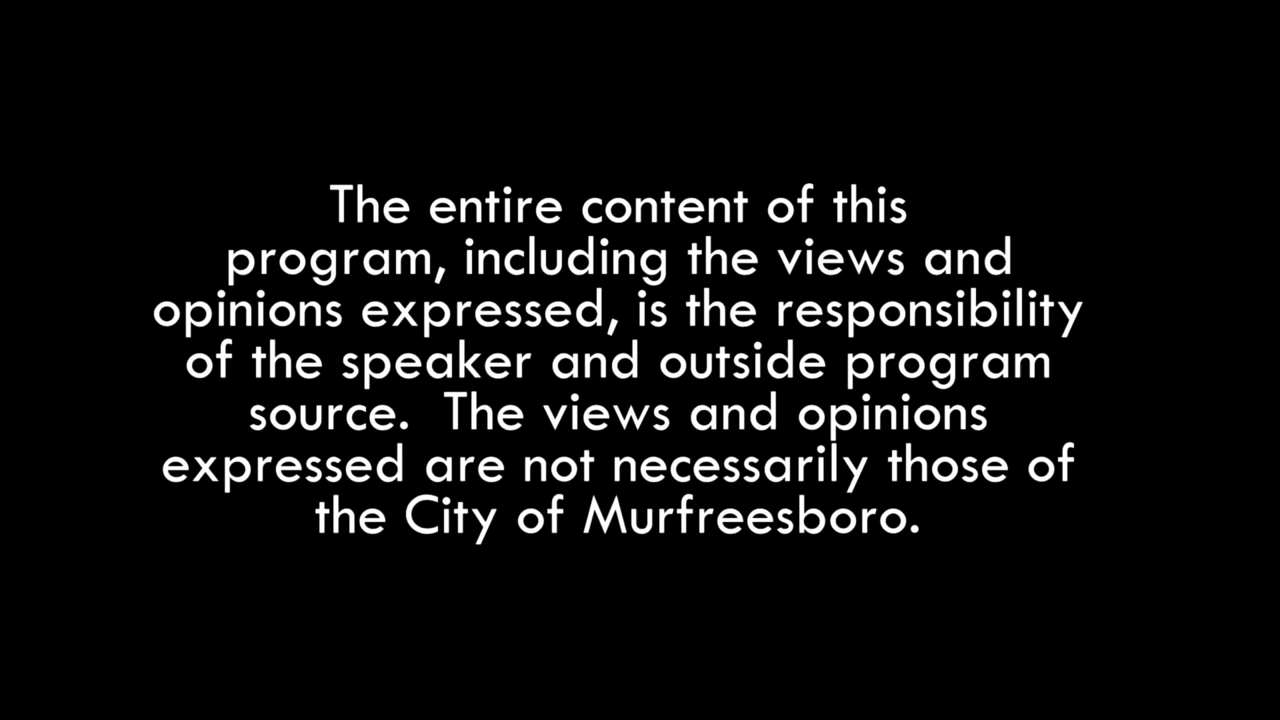 The entire content of this
program, including the views and
opinions expressed, is the responsibility
of the speaker and outside program
source.  The views and opinions
expressed are not necessarily those of
the City of Murfreesboro.